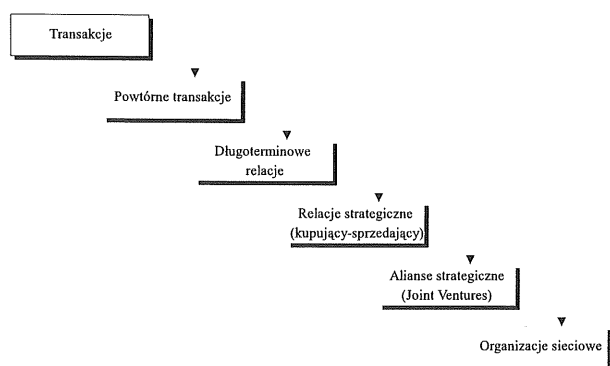 Transakcje
Powtórne transakcje
Długoterminowe
relacje
Relacje strategiczne
(kupujący-sprzedający)
Alianse strategiczne
(Joint Ventures)
Organizacje sieciowe